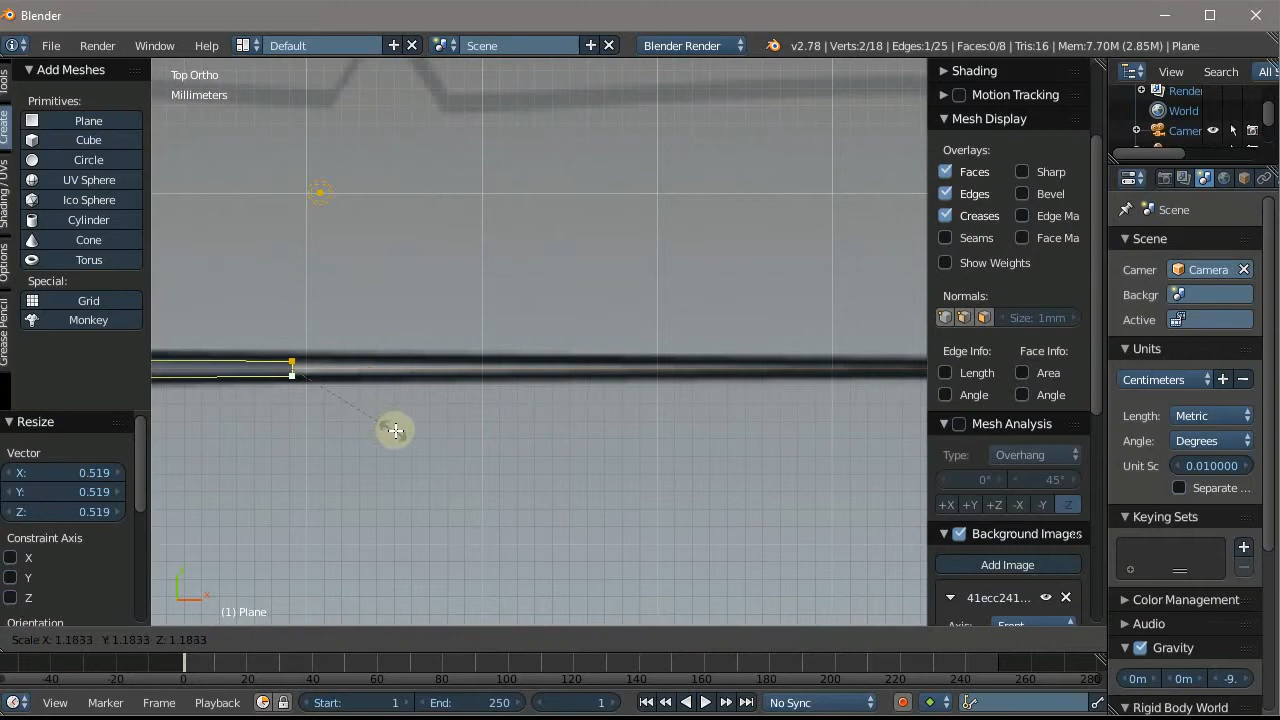 Blender
File Render Window Help Default Scene Blender Render v2.78 | Verts:2/18 | Edges:1/25 | Faces:0/8 | Tris:16 | Mem:7.70M (2.85M) | Plane
Tools
Create
Shading / UVs
Options
Grease Pencil
Add Meshes
Primitives:
Plane
Cube
Circle
UV Sphere
Ico Sphere
Cylinder
Cone
Torus
Special:
Grid
Monkey
Resize
Vector
X: 0.519
Y: 0.519
Z: 0.519
Constraint Axis
X
Y
Z
Orientation
Top Ortho
Millimeters
(1) Plane
Scale X: 1.1833 Y: 1.1833 Z: 1.1833
Shading
Motion Tracking
Mesh Display
Overlays:
Faces Sharp
Edges Bevel
Creases Edge Ma
Seams Face Ma
Show Weights
Normals:
Size: 1mm
Edge Info: Face Info:
Length Area
Angle Angle
Mesh Analysis
Type: Overhang
0° 45°
+X +Y +Z -X -Y Z
Background Images
Add Image
41ecc241...
Axis: Front
View Search All S
Render
World
Camer
Scene
Scene
Camer Camera
Backgr
Active
Units
Centimeters
Length: Metric
Angle: Degrees
Unit Sc 0.010000
Separate ...
Keying Sets
Color Management
Audio
Gravity
0m 0m -9.
Rigid Body World
-40 -20 0 20 40 60 80 100 120 140 160 180 200 220 240 260 280
View Marker Frame Playback Start: 1 End: 250 1 No Sync